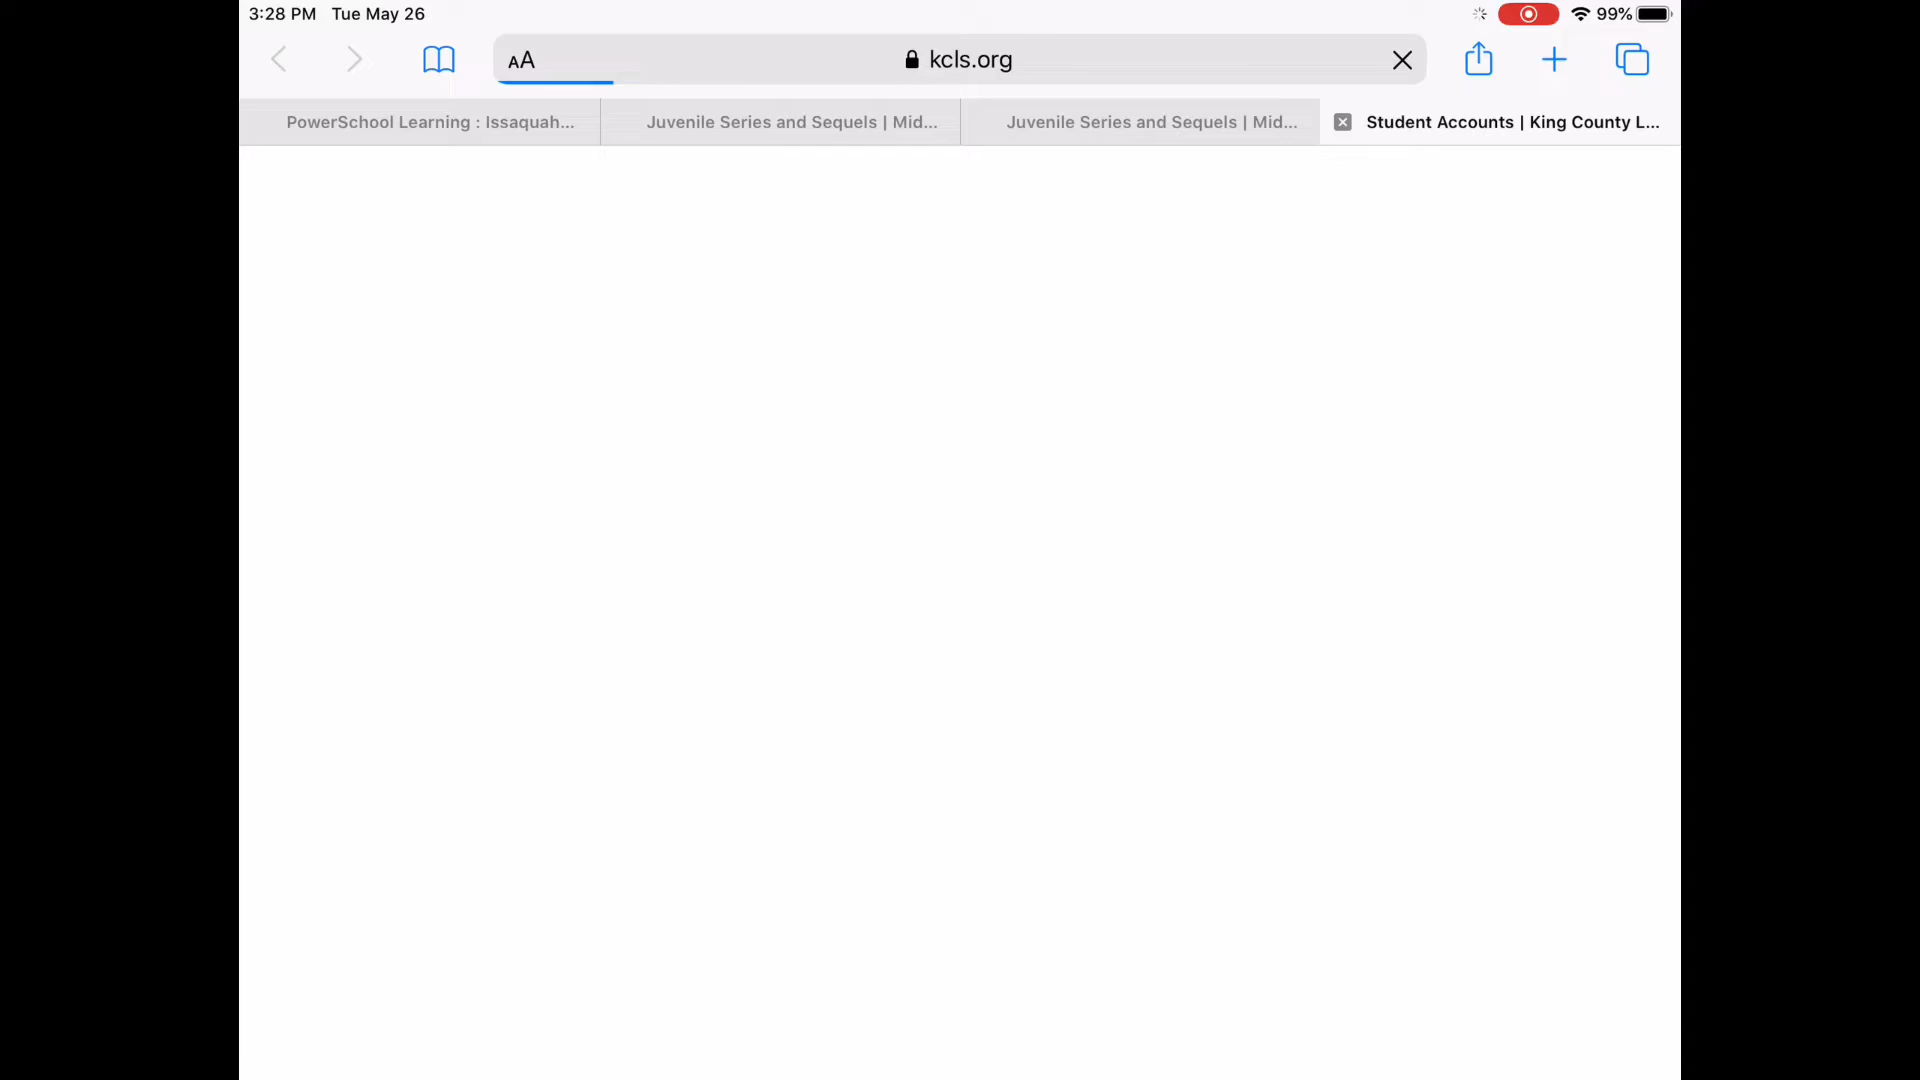 3:28 PM Tue May 26
99%
AA
kcls.org
PowerSchool Learning : Issaquah...
Juvenile Series and Sequels | Mid...
Juvenile Series and Sequels | Mid...
Student Accounts | King County L...